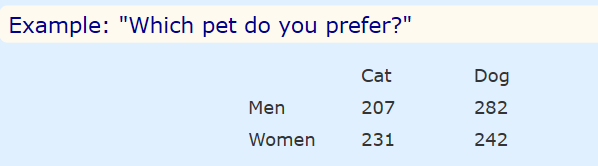 Example: "Which pet do you prefer?"
Cat Dog
Men 207 282
Women 231 242